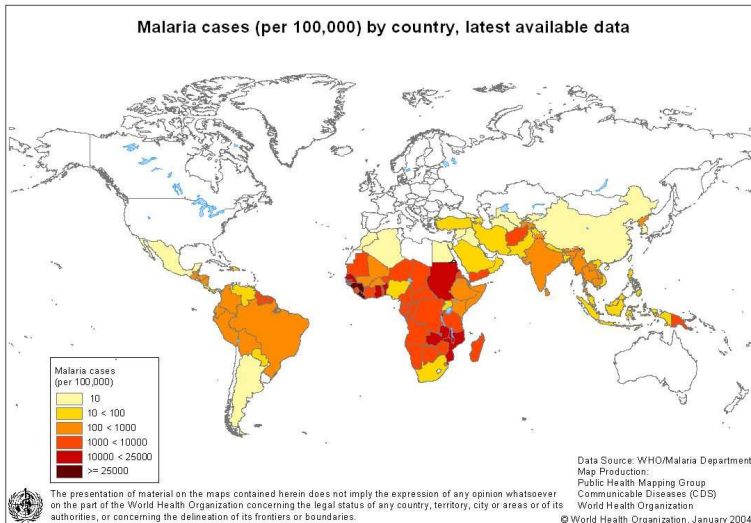 Malaria cases (per 100,000) by country, latest available data
Malaria cases
(per 100,000)
10
10 < 100
100 < 1000
1000 < 10000
10000 < 25000
>= 25000
Data Source: WHO/Malaria Department
Map Production:
Public Health Mapping Group
Communicable Diseases (CDS)
World Health Organization
© World Health Organization, January 2004
The presentation of material on the maps contained herein does not imply the expression of any opinion whatsoever
on the part of the World Health Organization concerning the legal status of any country, territory, city or areas or of its
authorities, or concerning the delineation of its frontiers or boundaries.